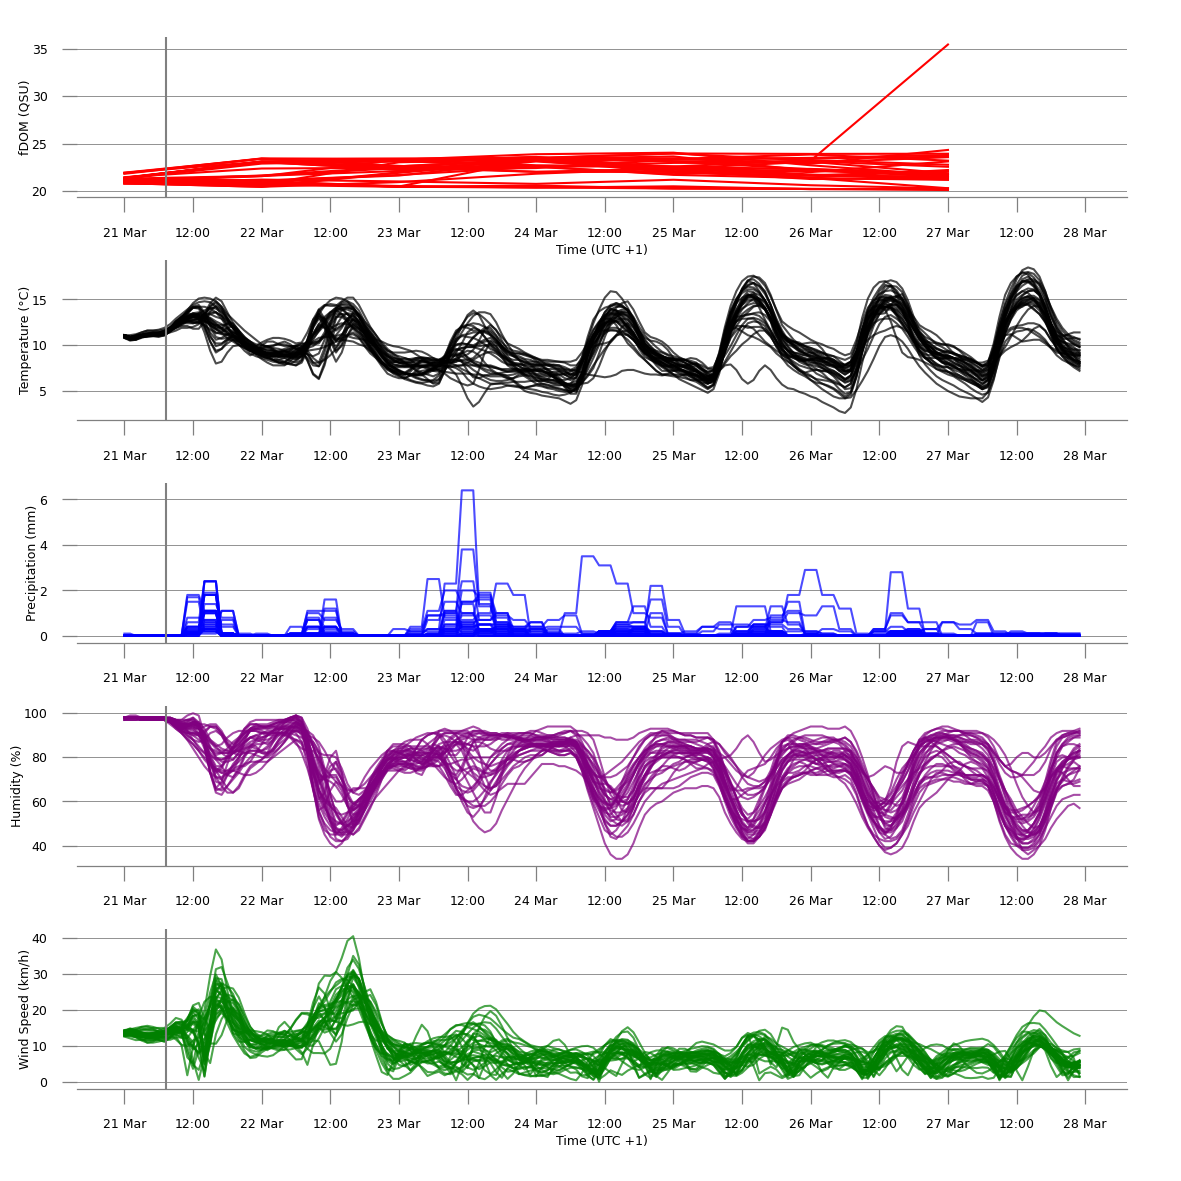 fDOM (QSU)
35
30
25
20
21 Mar 12:00 22 Mar 12:00 23 Mar 12:00 24 Mar 12:00 25 Mar 12:00 26 Mar 12:00 27 Mar 12:00 28 Mar
Time (UTC +1)
Temperature (°C)
15
10
5
21 Mar 12:00 22 Mar 12:00 23 Mar 12:00 24 Mar 12:00 25 Mar 12:00 26 Mar 12:00 27 Mar 12:00 28 Mar
Precipitation (mm)
6
4
2
0
21 Mar 12:00 22 Mar 12:00 23 Mar 12:00 24 Mar 12:00 25 Mar 12:00 26 Mar 12:00 27 Mar 12:00 28 Mar
Humidity (%)
100
80
60
40
21 Mar 12:00 22 Mar 12:00 23 Mar 12:00 24 Mar 12:00 25 Mar 12:00 26 Mar 12:00 27 Mar 12:00 28 Mar
Wind Speed (km/h)
40
30
20
10
0
21 Mar 12:00 22 Mar 12:00 23 Mar 12:00 24 Mar 12:00 25 Mar 12:00 26 Mar 12:00 27 Mar 12:00 28 Mar
Time (UTC +1)